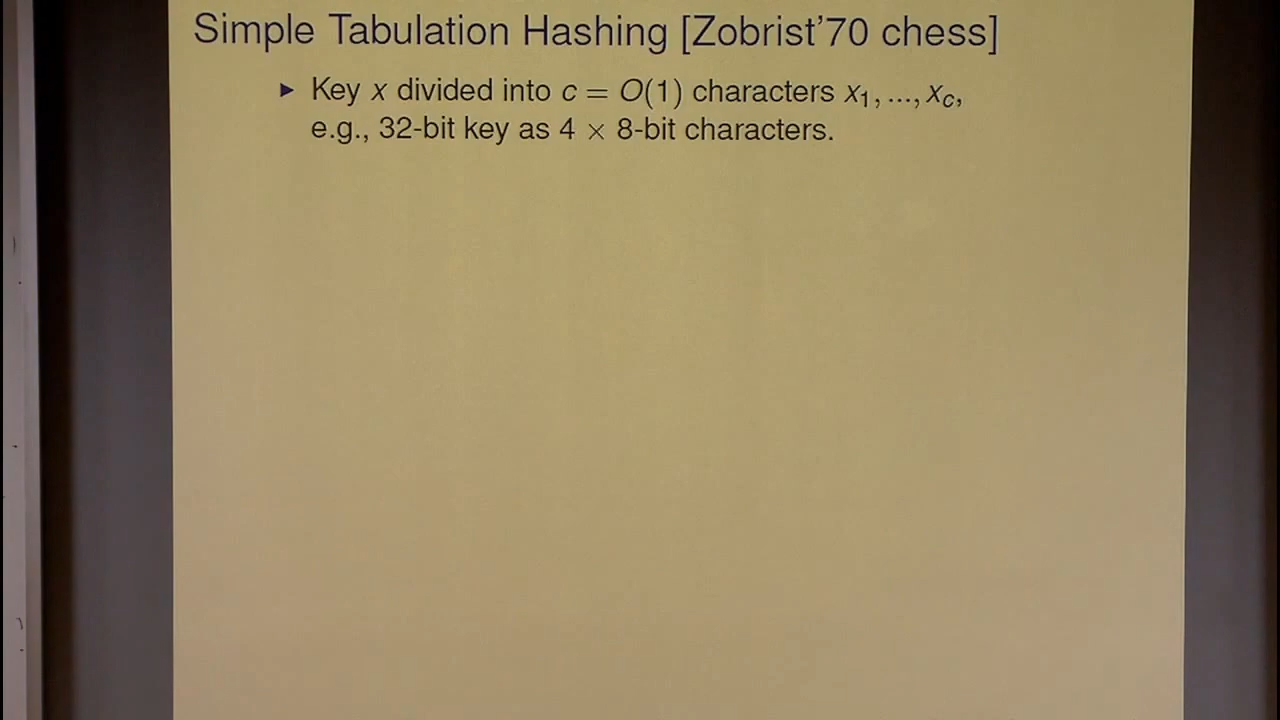 Simple Tabulation Hashing [Zobrist'70 chess]
► Key x divided into c = O(1) characters x₁, ..., x_c,
e.g., 32-bit key as 4 × 8-bit characters.